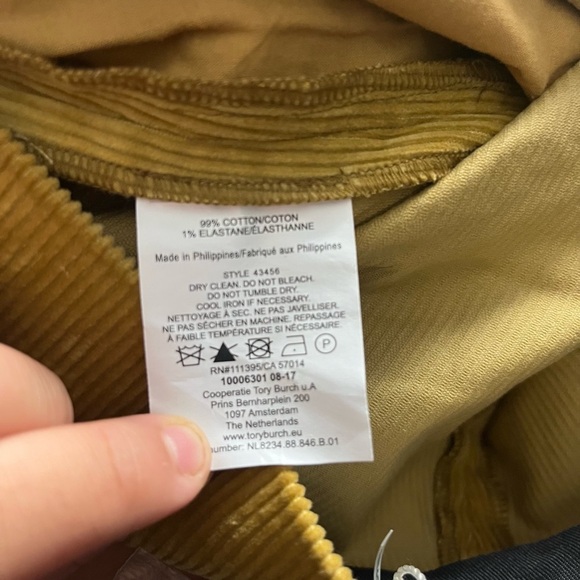 99% COTTON/COTON
1% ELASTANE/ÉLASTHANNE
Made in Philippines/Fabriqué aux Philippines
STYLE 43456
DRY CLEAN. DO NOT BLEACH.
DO NOT TUMBLE DRY.
COOL IRON IF NECESSARY.
NETTOYAGE À SEC. NE PAS JAVELLISER.
NE PAS SÉCHER EN MACHINE. REPASSAGE
À FAIBLE TEMPÉRATURE SI NÉCESSAIRE.
P
RN#111395/CA 57014
10006301 08-17
Cooperatie Tory Burch u.A
Prins Bernharplein 200
1097 Amsterdam
The Netherlands
www.toryburch.eu
umber: NL8234.88.846.B.01